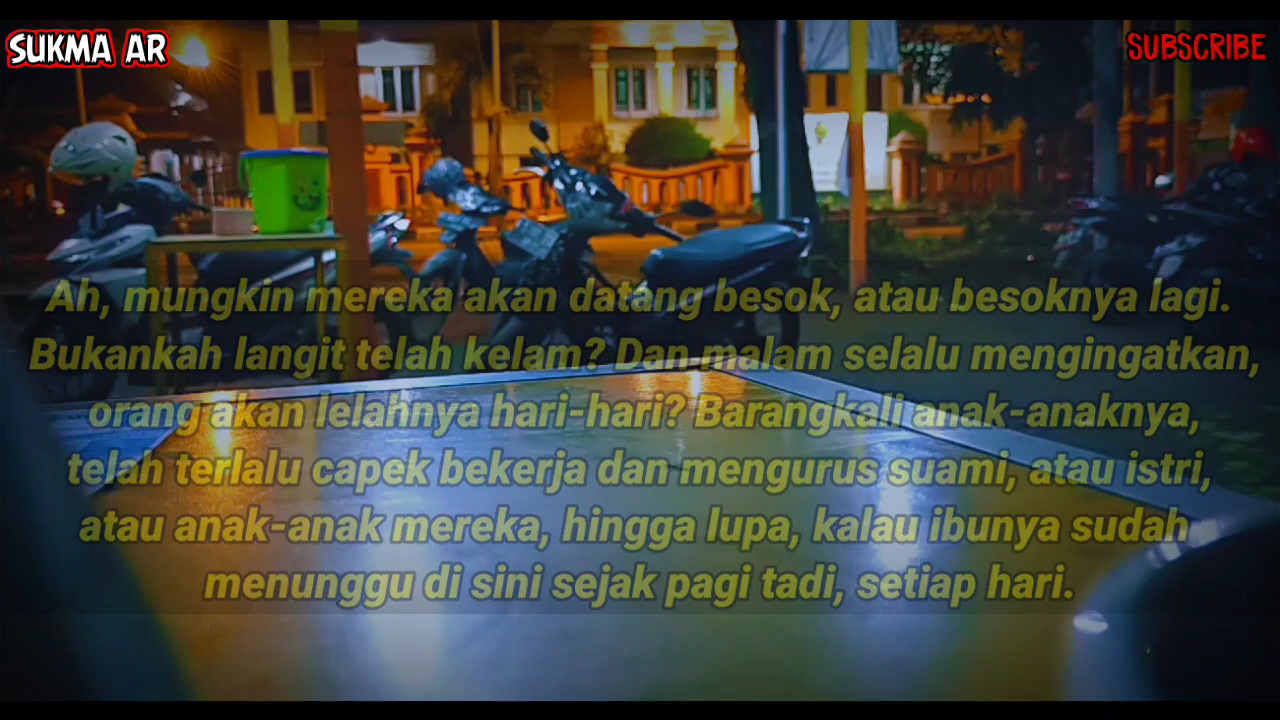 SUKMA AR
SUBSCRIBE
Ah, mungkin mereka akan datang besok, atau besoknya lagi.
Bukankah langit telah kelam? Dan malam selalu mengingatkan,
orang akan lelahnya hari-hari? Barangkali anak-anaknya,
telah terlalu capek bekerja dan mengurus suami, atau istri,
atau anak-anak mereka, hingga lupa, kalau ibunya sudah
menunggu di sini sejak pagi tadi, setiap hari.